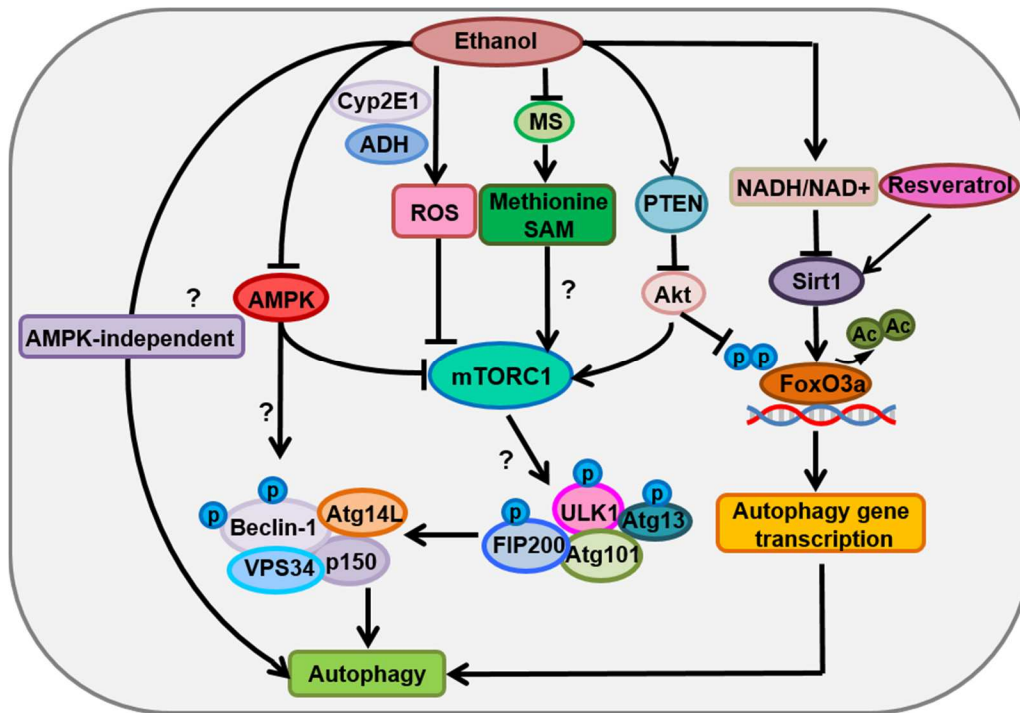 Ethanol
Cyp2E1
ADH
MS
ROS
Methionine
SAM
PTEN
NADH/NAD+
Resveratrol
?
AMPK
AMPK-independent
?
Akt
Sirt1
Ac
Ac
p
p
FoxO3a
mTORC1
?
?
p
p
Beclin-1
Atg14L
VPS34
p150
p
FIP200
p
ULK1
p
Atg13
Atg101
Autophagy gene
transcription
Autophagy